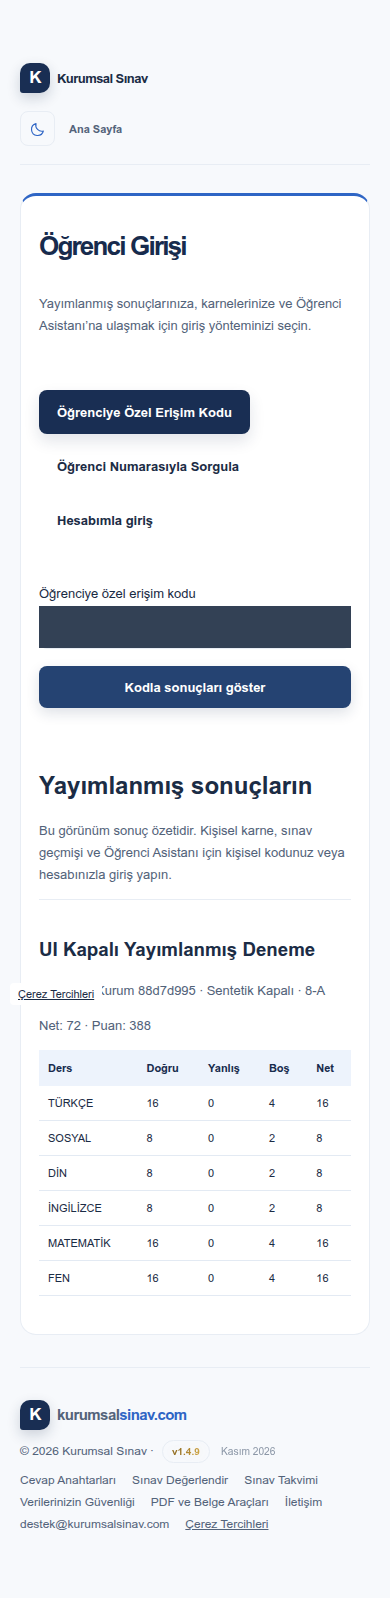 K Kurumsal Sınav
Ana Sayfa
Öğrenci Girişi
Yayımlanmış sonuçlarınıza, karnelerinize ve Öğrenci
Asistanı’na ulaşmak için giriş yönteminizi seçin.
Öğrenciye Özel Erişim Kodu
Öğrenci Numarasıyla Sorgula
Hesabımla giriş
Öğrenciye özel erişim kodu
Kodla sonuçları göster
Yayımlanmış sonuçların
Bu görünüm sonuç özetidir. Kişisel karne, sınav
geçmişi ve Öğrenci Asistanı için kişisel kodunuz veya
hesabınızla giriş yapın.
UI Kapalı Yayımlanmış Deneme
Çerez Tercihleri Kurum 88d7d995 · Sentetik Kapalı · 8-A
Net: 72 · Puan: 388
Ders Doğru Yanlış Boş Net
TÜRKÇE 16 0 4 16
SOSYAL 8 0 2 8
DİN 8 0 2 8
İNGİLİZCE 8 0 2 8
MATEMATİK 16 0 4 16
FEN 16 0 4 16
K kurumsalsinav.com
© 2026 Kurumsal Sınav · v1.4.9 Kasım 2026
Cevap Anahtarları Sınav Değerlendir Sınav Takvimi
Verilerinizin Güvenliği PDF ve Belge Araçları İletişim
destek@kurumsalsinav.com Çerez Tercihleri